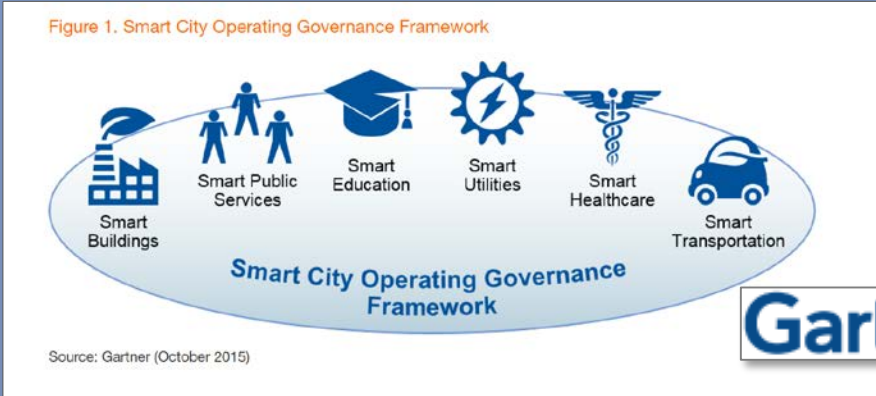 Figure 1. Smart City Operating Governance Framework
Smart
Buildings
Smart Public
Services
Smart
Education
Smart
Utilities
Smart
Healthcare
Smart
Transportation
Smart City Operating Governance
Framework
Source: Gartner (October 2015)